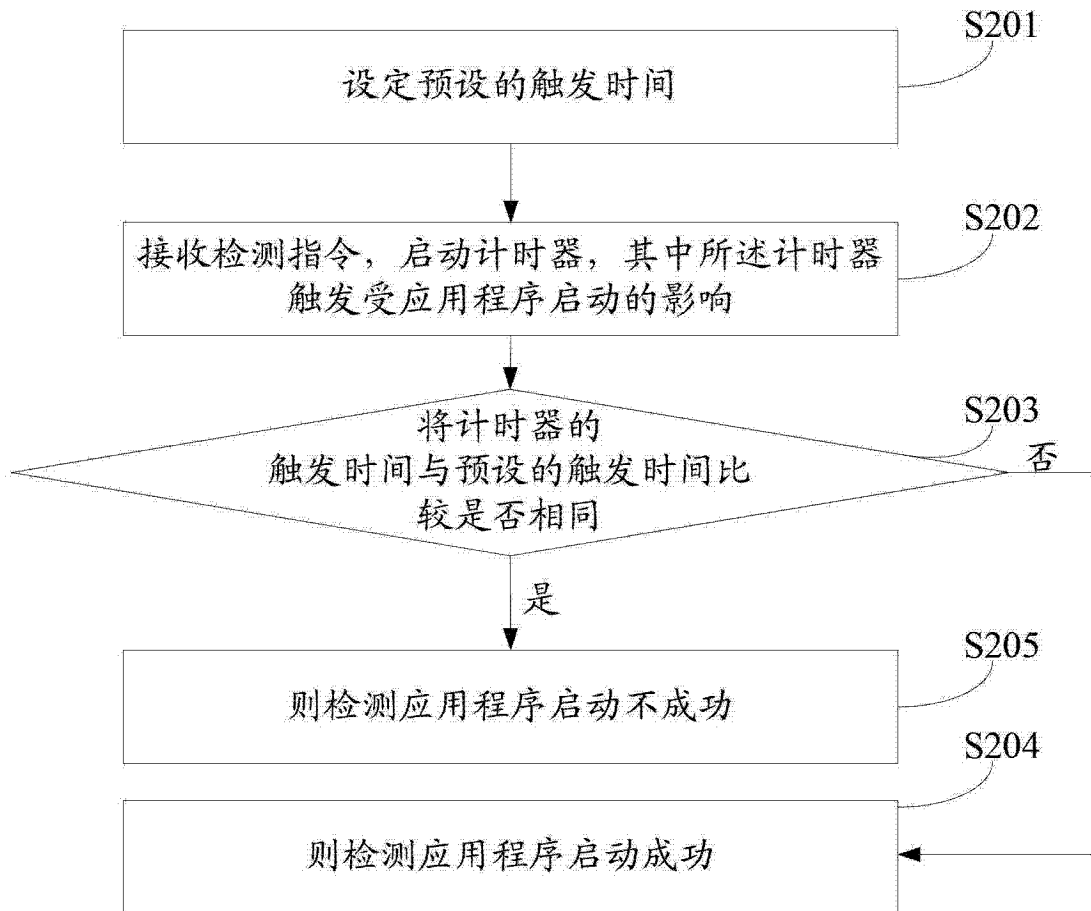 S201
设定预设的触发时间
S202
接收检测指令，启动计时器，其中所述计时器
触发受应用程序启动的影响
S203
将计时器的
触发时间与预设的触发时间比
较是否相同
否
是
S205
则检测应用程序启动不成功
S204
则检测应用程序启动成功